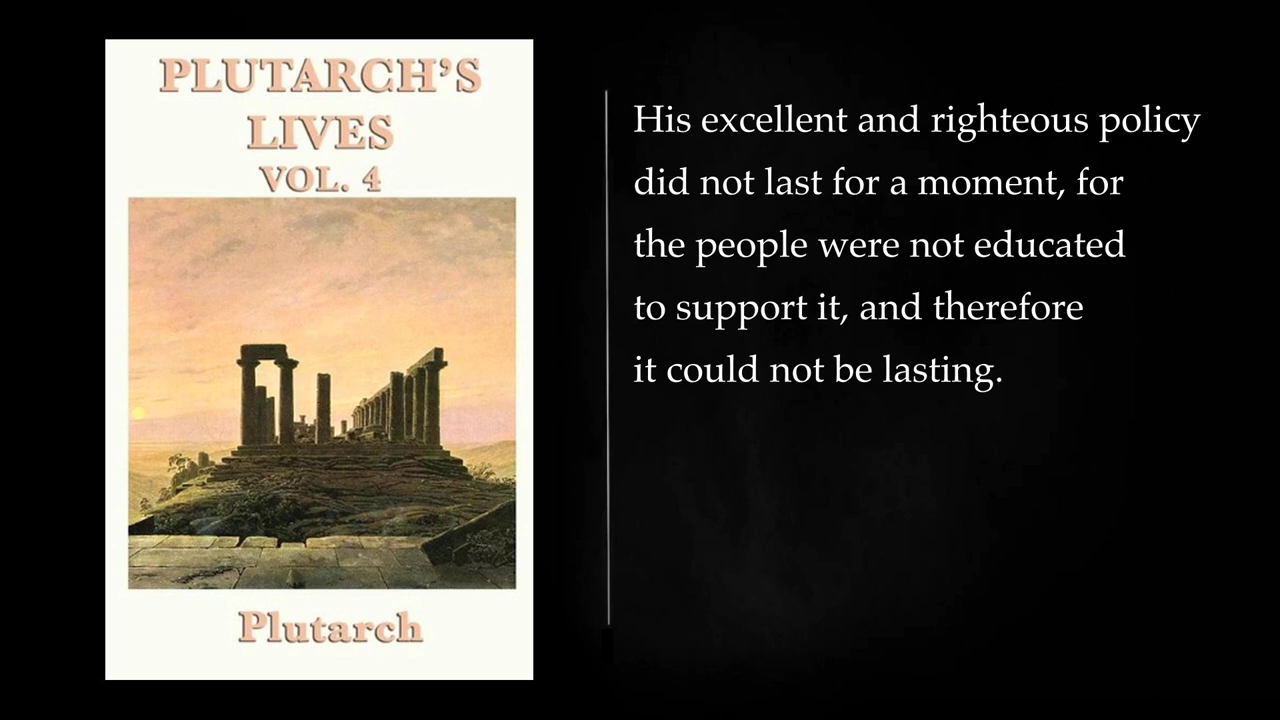 PLUTARCH'S
LIVES
VOL. 4
Plutarch
His excellent and righteous policy
did not last for a moment, for
the people were not educated
to support it, and therefore
it could not be lasting.